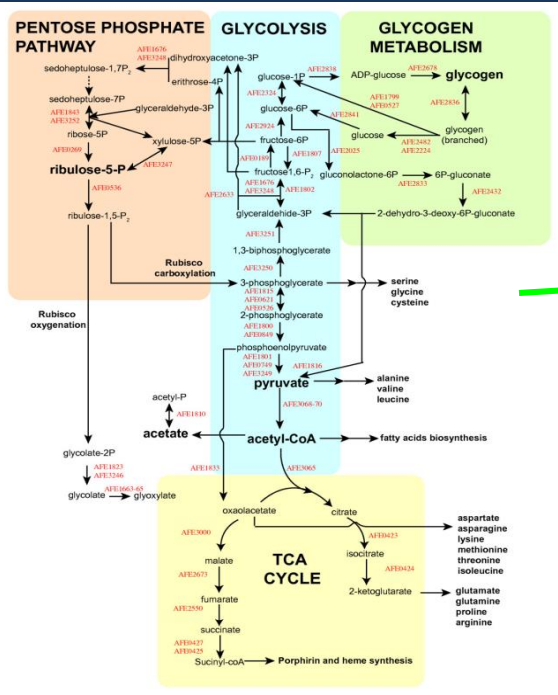 PENTOSE PHOSPHATE
PATHWAY
GLYCOLYSIS
GLYCOGEN
METABOLISM
AFE1676
AFE3248
dihydroxyacetone-3P
sedoheptulose-1,7P2
erithrose-4P
sedoheptulose-7P
AFE1843
AFE3252
glyceraldehyde-3P
ribose-5P
xylulose-5P
AFE0269
AFE3247
ribulose-5-P
AFE0536
ribulose-1,5-P2
Rubisco
carboxylation
Rubisco
oxygenation
glucose-1P
AFE2838
ADP-glucose
AFE2678
glycogen
AFE2324
AFE1799
AFE0527
AFE2836
glucose-6P
AFE2841
AFE2924
glucose
AFE2482
AFE2224
glycogen
(branched)
fructose-6P
AFE0189
AFE1807
AFE2025
fructose1,6-P2
gluconolactone-6P
AFE2833
6P-gluconate
AFE1676
AFE3248
AFE1802
AFE2633
AFE2432
glyceraldehide-3P
2-dehydro-3-deoxy-6P-gluconate
AFE3251
1,3-biphosphoglycerate
AFE3250
3-phosphoglycerate
serine
glycine
cysteine
AFE1815
AFE0621
AFE0526
2-phosphoglycerate
AFE1800
AFE0849
phosphoenolpyruvate
AFE1801
AFE0748
AFE3249
AFE1816
pyruvate
alanine
valine
leucine
AFE3068-70
acetyl-P
AFE1810
acetate
acetyl-CoA
fatty acids biosynthesis
glycolate-2P
AFE1823
AFE3246
AFE1663-65
glycolate
glyoxylate
AFE1833
AFE3065
oxaolacetate
citrate
AFE3000
AFE0423
aspartate
asparagine
lysine
methionine
threonine
isoleucine
malate
isocitrate
TCA
CYCLE
AFE2673
AFE0424
fumarate
2-ketoglutarate
glutamate
glutamine
proline
arginine
AFE2550
succinate
AFE0427
AFE0425
Sucinyl-coA
Porphirin and heme synthesis